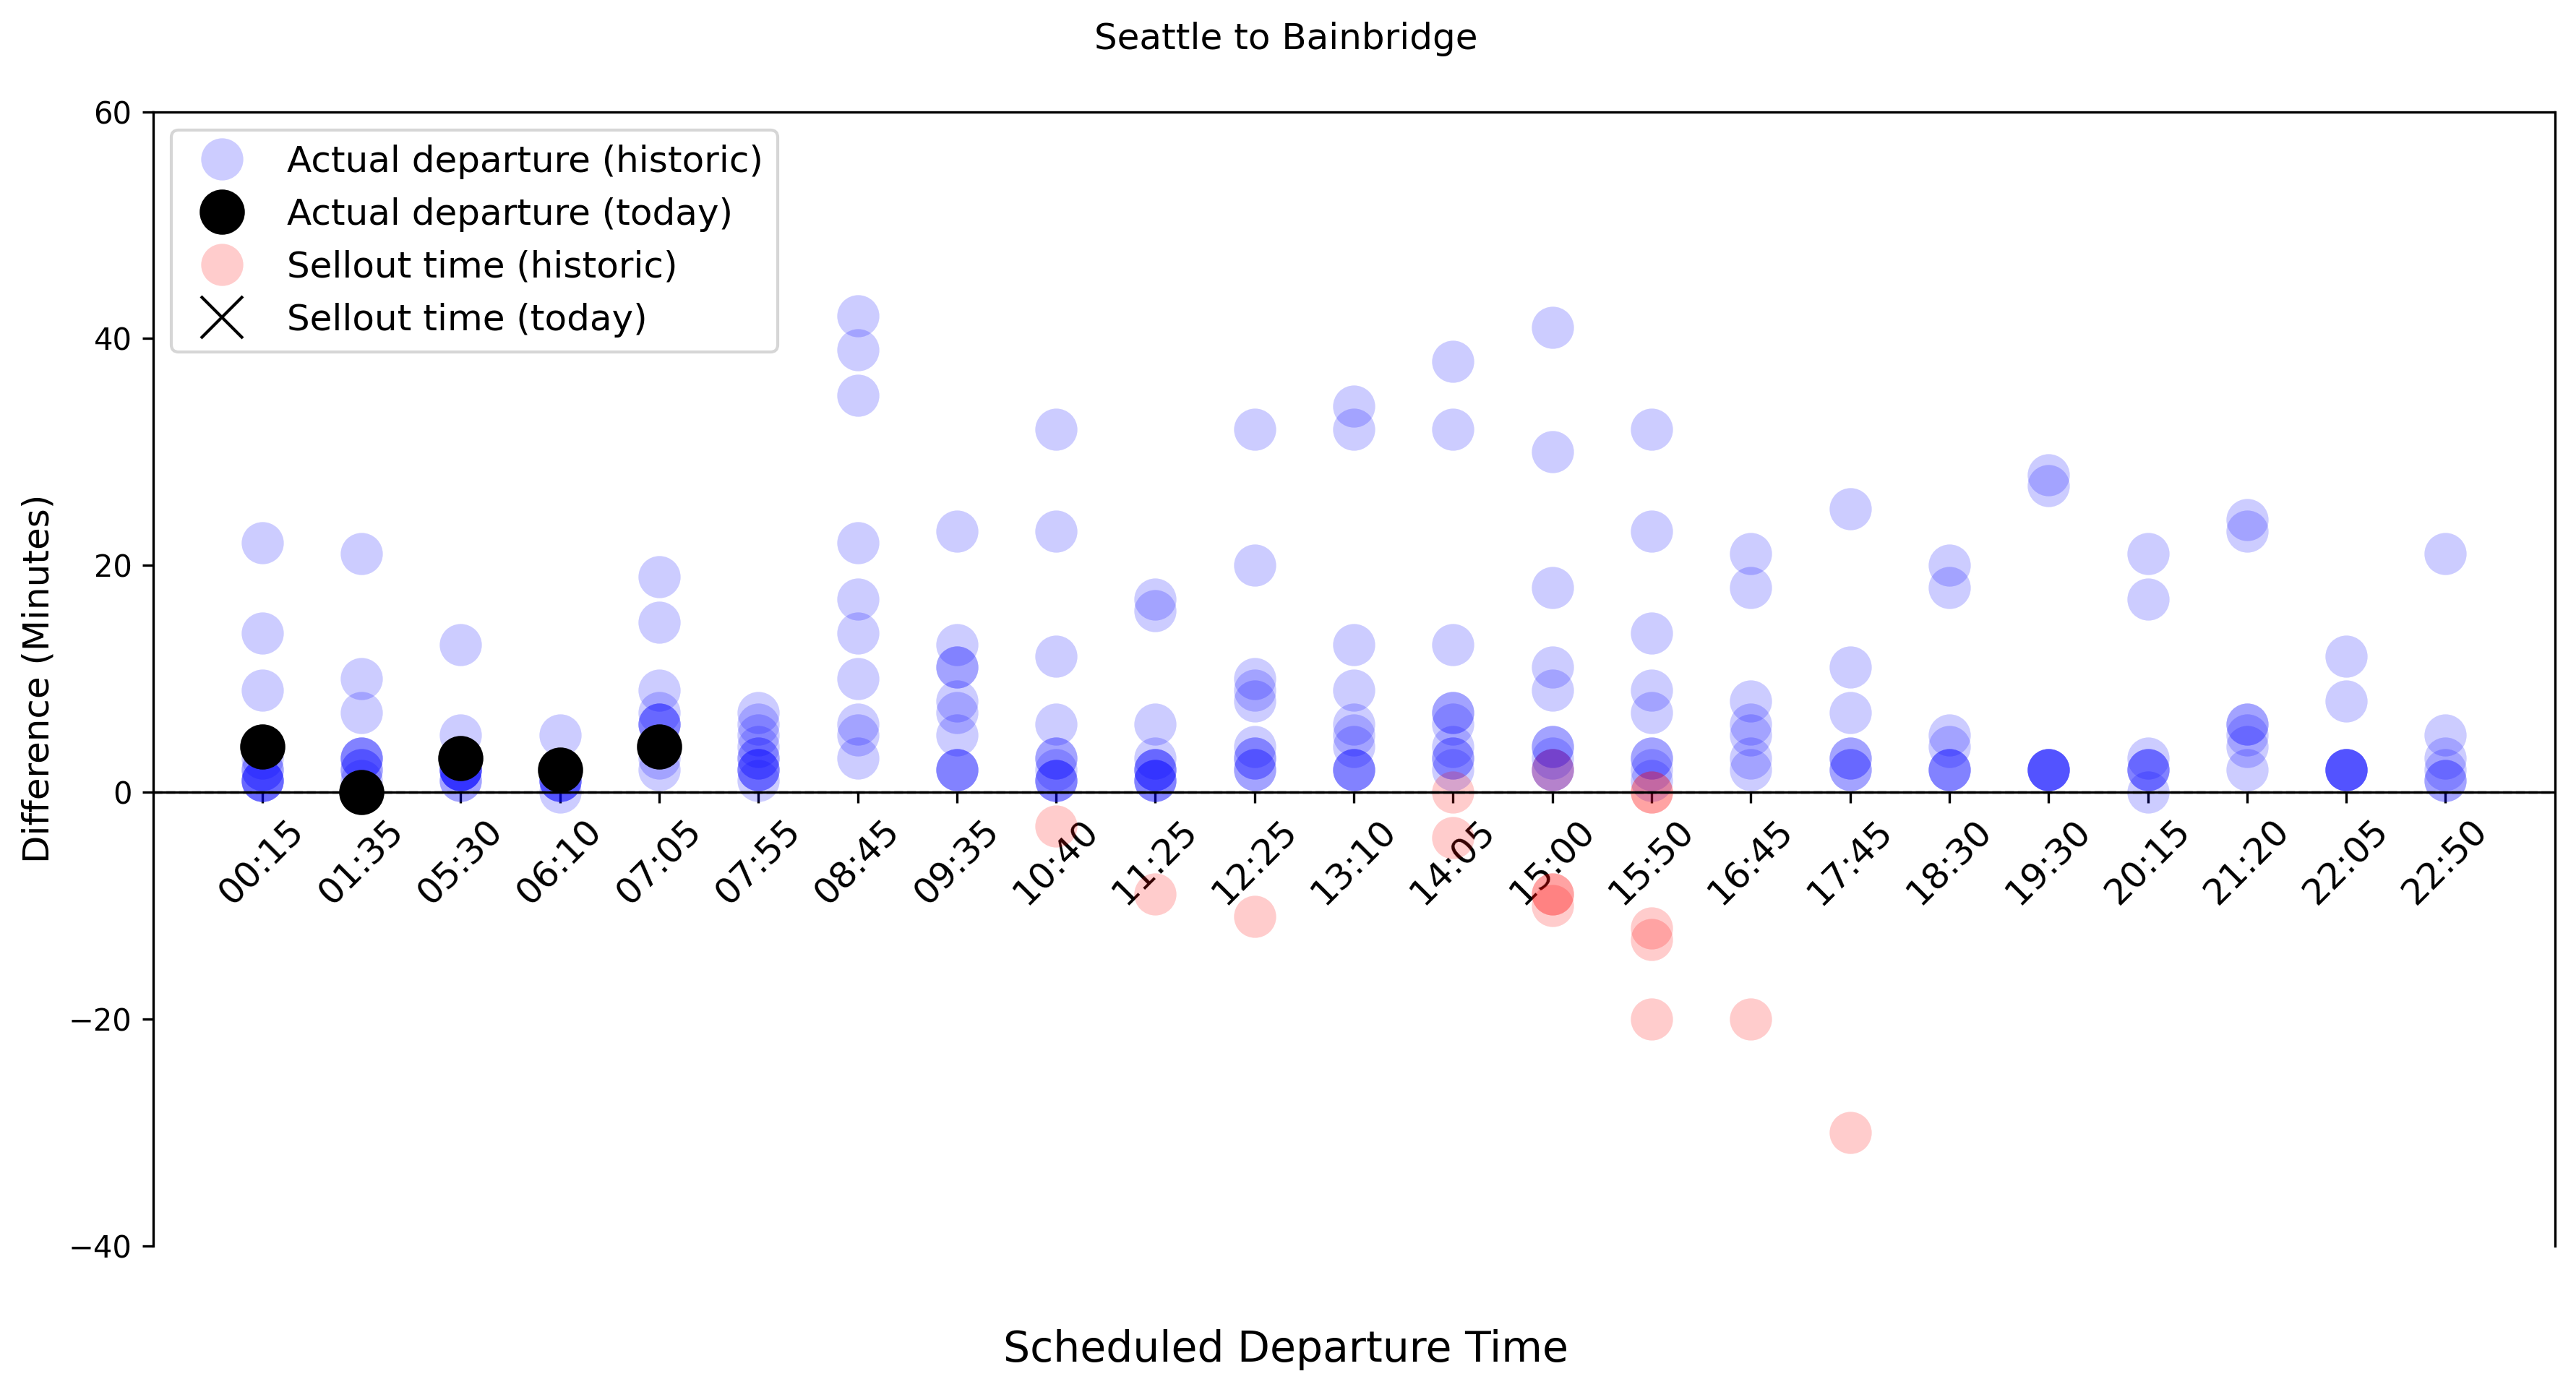 Seattle to Bainbridge
60
Actual departure (historic)
Actual departure (today)
Sellout time (historic)
Sellout time (today)
40
20
0
−20
−40
Difference (Minutes)
00:15 01:35 05:30 06:10 07:05 07:55 08:45 09:35 10:40 11:25 12:25 13:10 14:05 15:00 15:50 16:45 17:45 18:30 19:30 20:15 21:20 22:05 22:50
Scheduled Departure Time